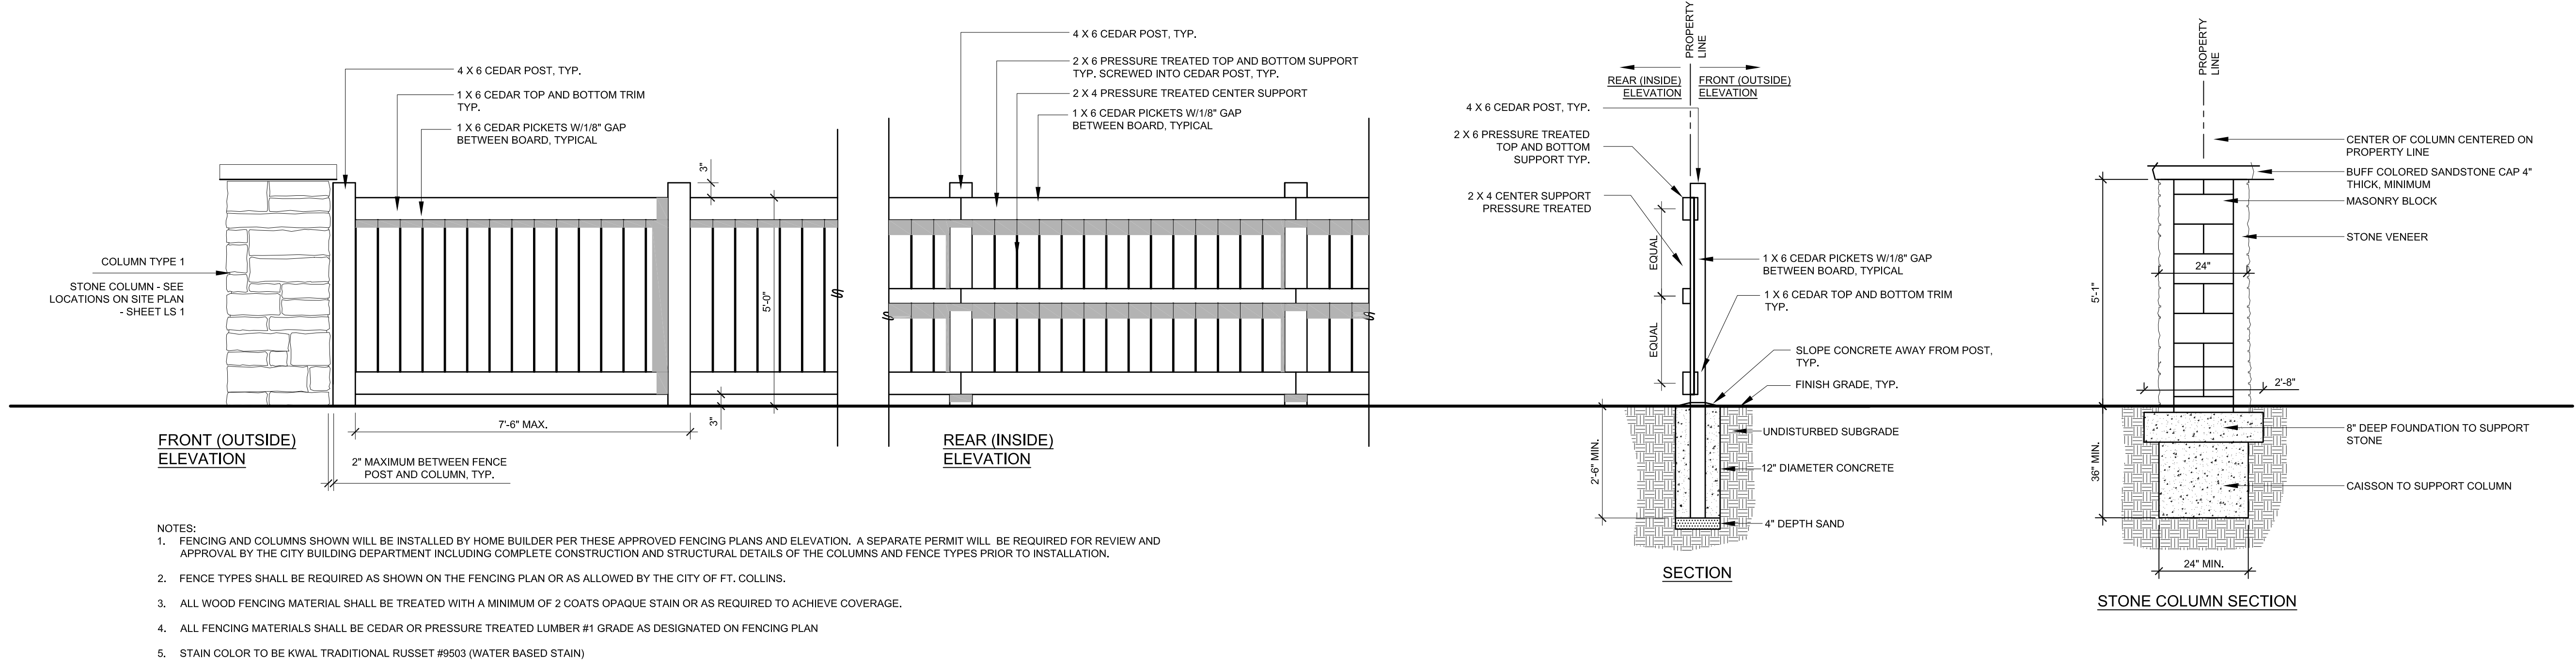 4 X 6 CEDAR POST, TYP.
1 X 6 CEDAR TOP AND BOTTOM TRIM
TYP.
1 X 6 CEDAR PICKETS W/1/8" GAP
BETWEEN BOARD, TYPICAL
COLUMN TYPE 1
STONE COLUMN - SEE
LOCATIONS ON SITE PLAN
- SHEET LS 1
3"
5'-0"
3"
7'-6" MAX.
2" MAXIMUM BETWEEN FENCE
POST AND COLUMN, TYP.
FRONT (OUTSIDE)
ELEVATION
4 X 6 CEDAR POST, TYP.
2 X 6 PRESSURE TREATED TOP AND BOTTOM SUPPORT
TYP. SCREWED INTO CEDAR POST, TYP.
2 X 4 PRESSURE TREATED CENTER SUPPORT
1 X 6 CEDAR PICKETS W/1/8" GAP
BETWEEN BOARD, TYPICAL
REAR (INSIDE)
ELEVATION
PROPERTY
LINE
REAR (INSIDE)
ELEVATION
FRONT (OUTSIDE)
ELEVATION
4 X 6 CEDAR POST, TYP.
2 X 6 PRESSURE TREATED
TOP AND BOTTOM
SUPPORT TYP.
2 X 4 CENTER SUPPORT
PRESSURE TREATED
EQUAL
EQUAL
1 X 6 CEDAR PICKETS W/1/8" GAP
BETWEEN BOARD, TYPICAL
1 X 6 CEDAR TOP AND BOTTOM TRIM
TYP.
SLOPE CONCRETE AWAY FROM POST,
TYP.
FINISH GRADE, TYP.
UNDISTURBED SUBGRADE
2'-6" MIN.
12" DIAMETER CONCRETE
4" DEPTH SAND
SECTION
PROPERTY
LINE
CENTER OF COLUMN CENTERED ON
PROPERTY LINE
BUFF COLORED SANDSTONE CAP 4"
THICK, MINIMUM
MASONRY BLOCK
STONE VENEER
24"
5'-1"
2'-8"
8" DEEP FOUNDATION TO SUPPORT
STONE
36" MIN.
CAISSON TO SUPPORT COLUMN
24" MIN.
STONE COLUMN SECTION
NOTES:
1. FENCING AND COLUMNS SHOWN WILL BE INSTALLED BY HOME BUILDER PER THESE APPROVED FENCING PLANS AND ELEVATION. A SEPARATE PERMIT WILL BE REQUIRED FOR REVIEW AND
APPROVAL BY THE CITY BUILDING DEPARTMENT INCLUDING COMPLETE CONSTRUCTION AND STRUCTURAL DETAILS OF THE COLUMNS AND FENCE TYPES PRIOR TO INSTALLATION.
2. FENCE TYPES SHALL BE REQUIRED AS SHOWN ON THE FENCING PLAN OR AS ALLOWED BY THE CITY OF FT. COLLINS.
3. ALL WOOD FENCING MATERIAL SHALL BE TREATED WITH A MINIMUM OF 2 COATS OPAQUE STAIN OR AS REQUIRED TO ACHIEVE COVERAGE.
4. ALL FENCING MATERIALS SHALL BE CEDAR OR PRESSURE TREATED LUMBER #1 GRADE AS DESIGNATED ON FENCING PLAN
5. STAIN COLOR TO BE KWAL TRADITIONAL RUSSET #9503 (WATER BASED STAIN)